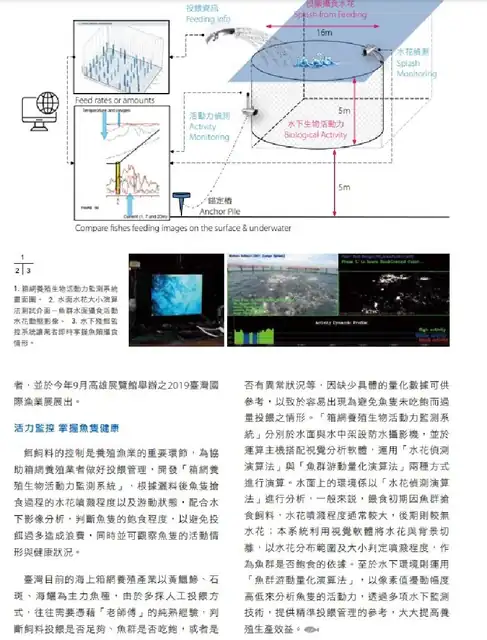 投餵資訊
Feeding Info
投餵攝食水花
Splash from Feeding
16m
水花偵測
Splash
Monitoring
Feed rates or amounts
Temperature and oxygen
活動力偵測
Activity
Monitoring
5m
水下生物活動力
Biological Activity
5m
錨定樁
Anchor Pile
Compare fishes feeding images on the surface & underwater
1
2 3
1. 箱網養殖生物活動力監測系統
畫面圖。 2. 水面水花大小演算
法測試介面－魚群水面攝食活動
水花動態影像。 3. 水下殘餌監
控系統讓業者即時掌握魚類攝食
情形。
Activity Dynamic Profiles
者，並於今年9月高雄展覽館舉辦之2019臺灣國
際漁業展展出。
活力監控 掌握魚隻健康
餌飼料的控制是養殖漁業的重要環節，為協
助箱網養殖業者做好投餵管理，開發「箱網養
殖生物活動力監測系統」，根據灑料後魚隻搶
食過程的水花噴濺程度以及游動狀態，配合水
下影像分析，判斷魚隻的飽食程度，以避免投
餌過多造成浪費，同時並可觀察魚隻的活動情
形與健康狀況。
臺灣目前的海上箱網養殖產業以黃鱲鰺、石
斑、海鱺為主力魚種，由於多採人工投餵方
式，往往需要憑藉「老師傅」的純熟經驗，判
斷飼料投餵是否足夠、魚群是否吃飽，或者是
否有異常狀況等，因缺少具體的量化數據可供
參考，以致於容易出現為避免魚隻未吃飽而過
量投餵之情形。「箱網養殖生物活動力監測系
統」分別於水面與水中架設防水攝影機，並於
運算主機搭配視覺分析軟體，運用「水花偵測
演算法」與「魚群游動量化演算法」兩種方式
進行演算。水面上的環境係以「水花偵測演算
法」進行分析，一般來說，餵食初期因魚群搶
食飼料，水花噴濺程度通常較大，後期則較無
水花；本系統利用視覺軟體將水花與背景切
割，以水花分布範圍及大小判定噴濺程度，作
為魚群是否飽食的依據。至於水下環境則運用
「魚群游動量化演算法」，以像素值擾動幅度
高低來分析魚隻的活動力，透過多項水下監測
技術，提供精準投餵管理的參考，大大提高養
殖生產效益。